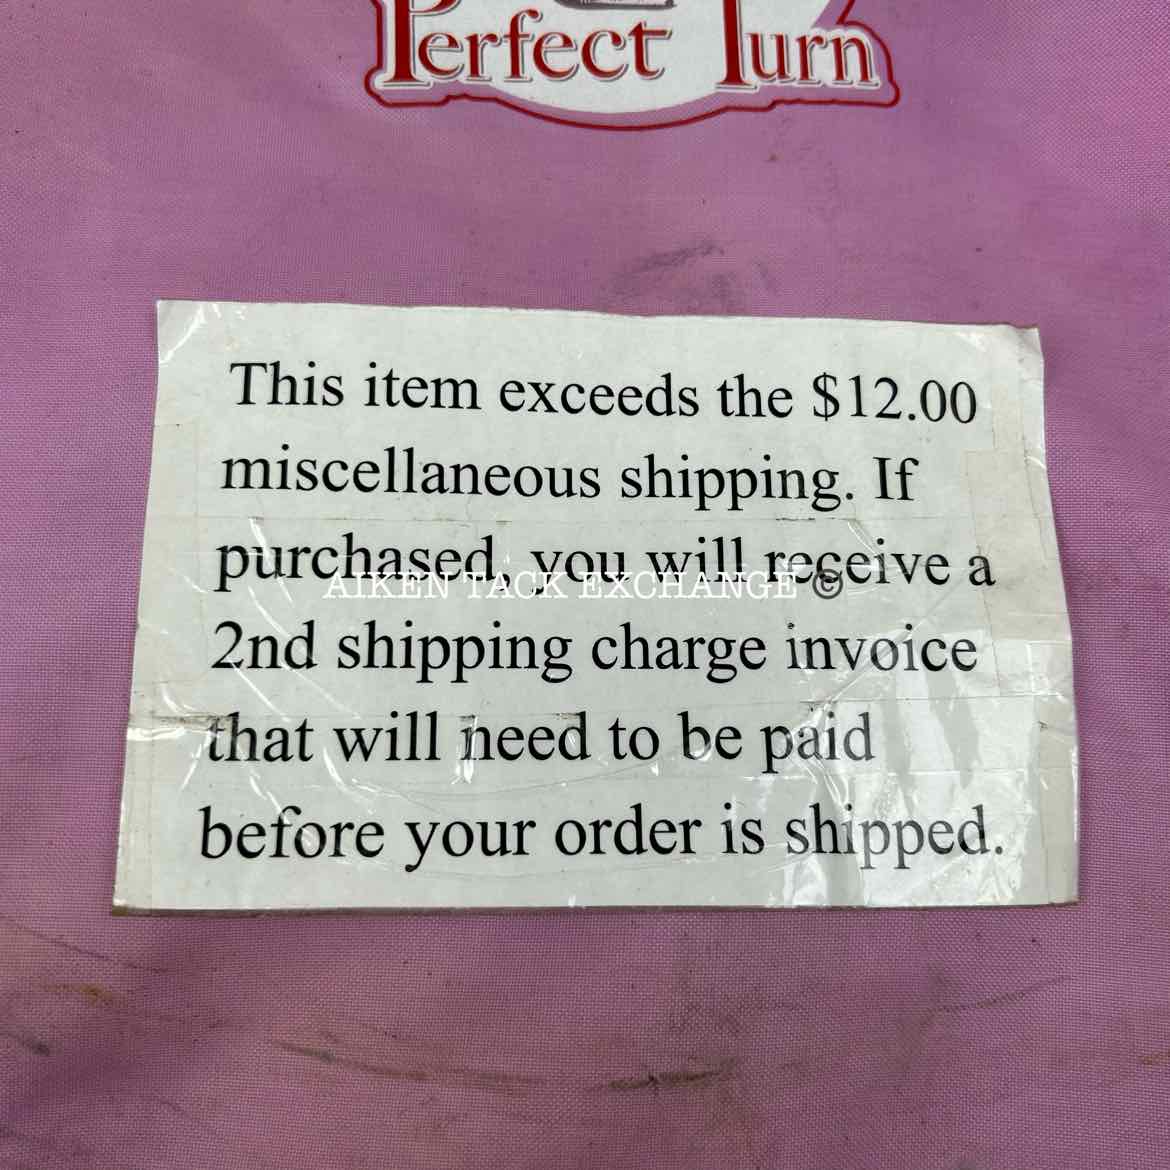 Perfect Turn
This item exceeds the $12.00
miscellaneous shipping. If
purchased, you will receive a
AIKEN TACK EXCHANGE ©
2nd shipping charge invoice
that will need to be paid
before your order is shipped.